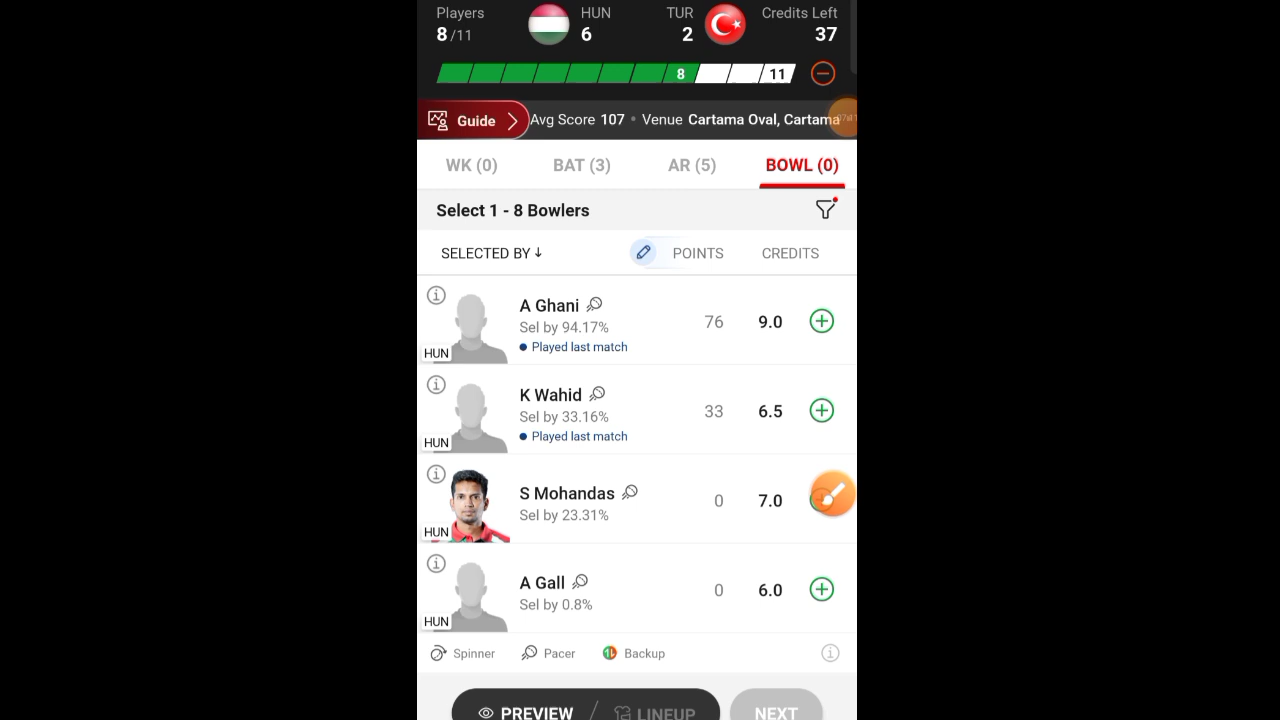 Players HUN TUR Credits Left
8 /11 6 2 37
8 11
Guide Avg Score 107 • Venue Cartama Oval, Cartama
WK (0) BAT (3) AR (5) BOWL (0)
Select 1 - 8 Bowlers
SELECTED BY ↓ POINTS CREDITS
A Ghani
Sel by 94.17% 76 9.0
HUN • Played last match
K Wahid
Sel by 33.16% 33 6.5
HUN • Played last match
S Mohandas 0 7.0
Sel by 23.31%
HUN
A Gall 0 6.0
Sel by 0.8%
HUN
Spinner Pacer Backup
PREVIEW / LINEUP NEXT